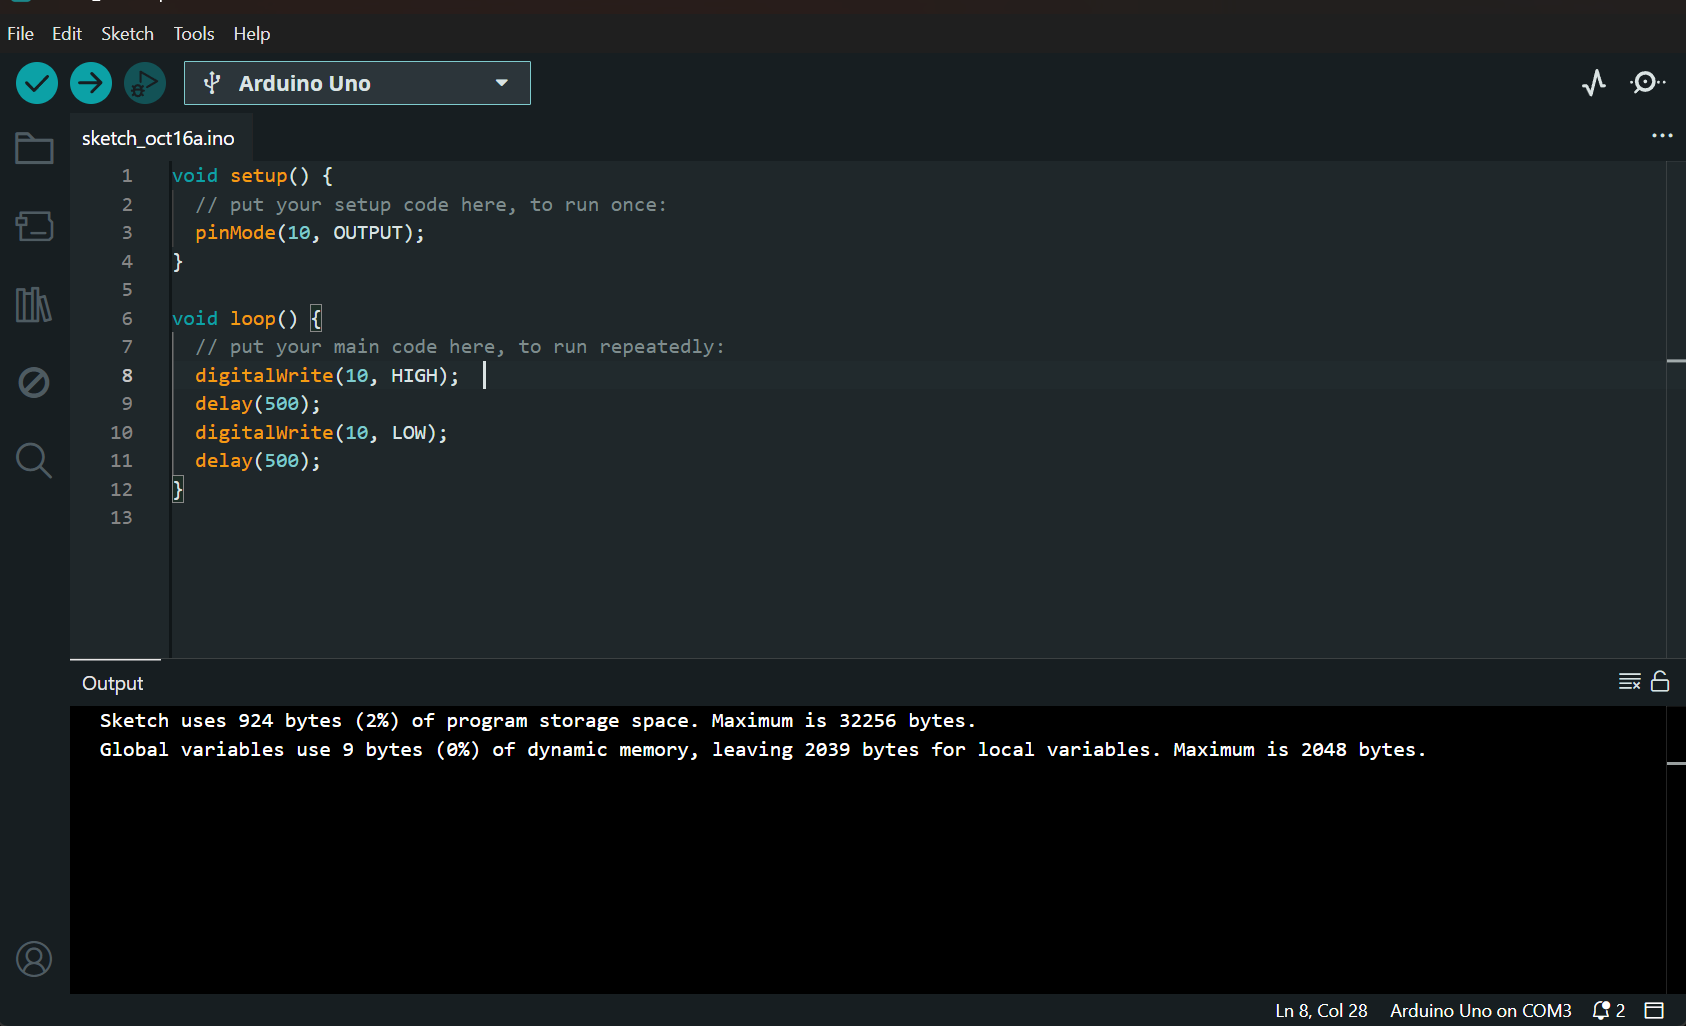 File Edit Sketch Tools Help
Arduino Uno
sketch_oct16a.ino
1 void setup() {
2 // put your setup code here, to run once:
3 pinMode(10, OUTPUT);
4 }
5
6 void loop() {
7 // put your main code here, to run repeatedly:
8 digitalWrite(10, HIGH);
9 delay(500);
10 digitalWrite(10, LOW);
11 delay(500);
12 }
13
Output
Sketch uses 924 bytes (2%) of program storage space. Maximum is 32256 bytes.
Global variables use 9 bytes (0%) of dynamic memory, leaving 2039 bytes for local variables. Maximum is 2048 bytes.
Ln 8, Col 28 Arduino Uno on COM3 2